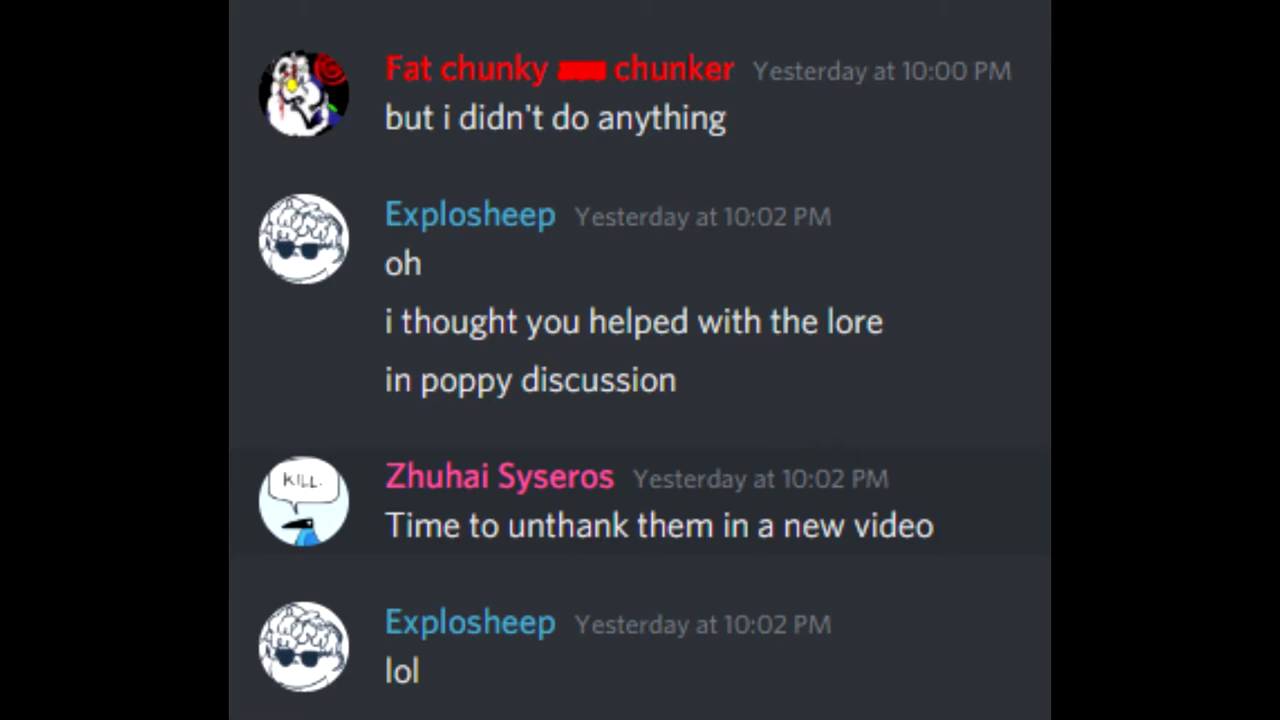 Fat chunky chunker Yesterday at 10:00 PM
but i didn't do anything
Explosheep Yesterday at 10:02 PM
oh
i thought you helped with the lore
in poppy discussion
KILL.
Zhuhai Syseros Yesterday at 10:02 PM
Time to unthank them in a new video
Explosheep Yesterday at 10:02 PM
lol